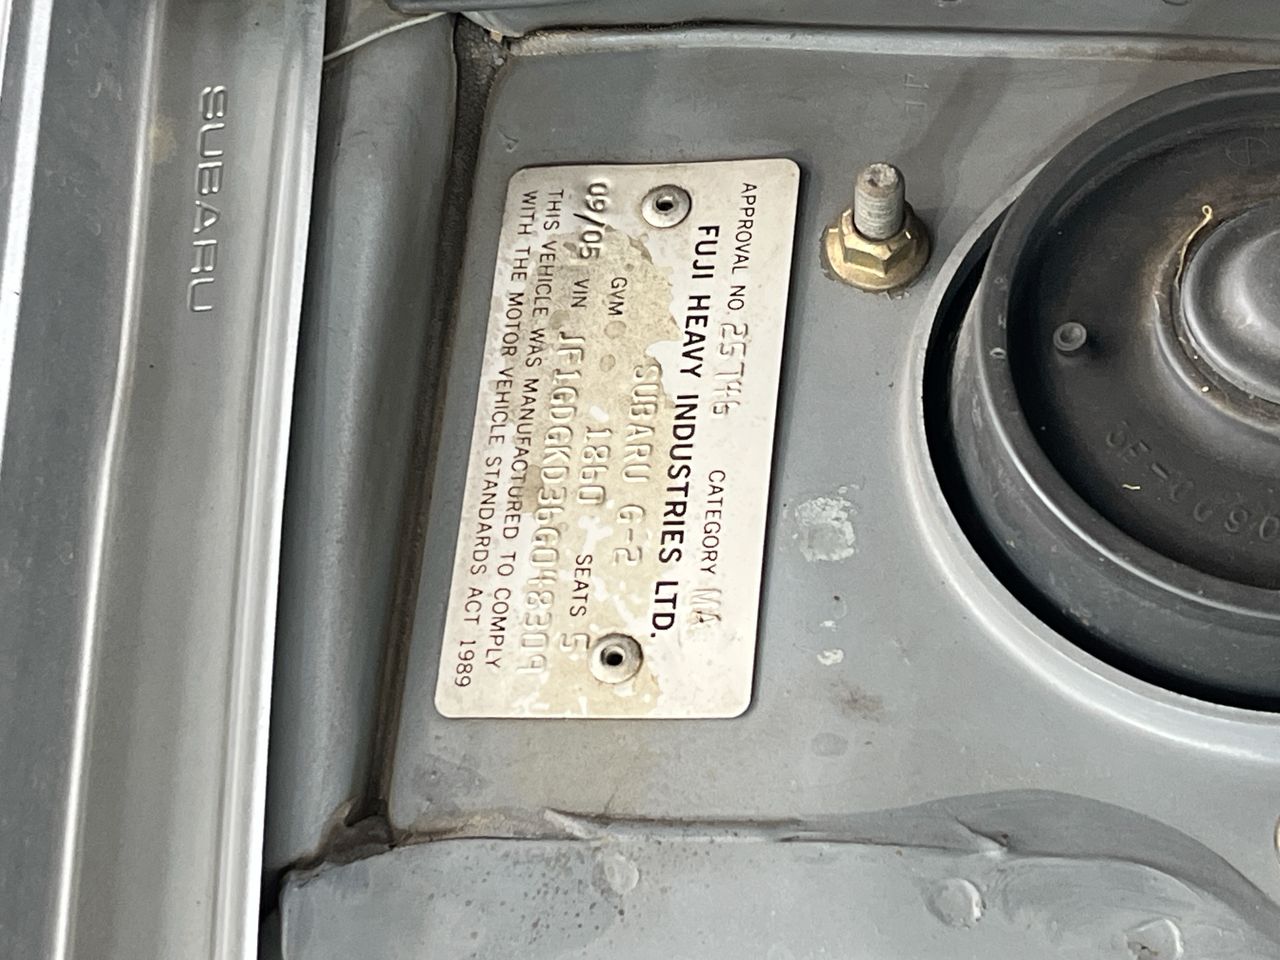 SUBARU
APPROVAL NO. 25746 CATEGORY MA
FUJI HEAVY INDUSTRIES LTD.
SUBARU G-2
GVM 1860 SEATS 5
09/05 VIN JF1GDGKD36G048309
THIS VEHICLE WAS MANUFACTURED TO COMPLY
WITH THE MOTOR VEHICLE STANDARDS ACT 1989